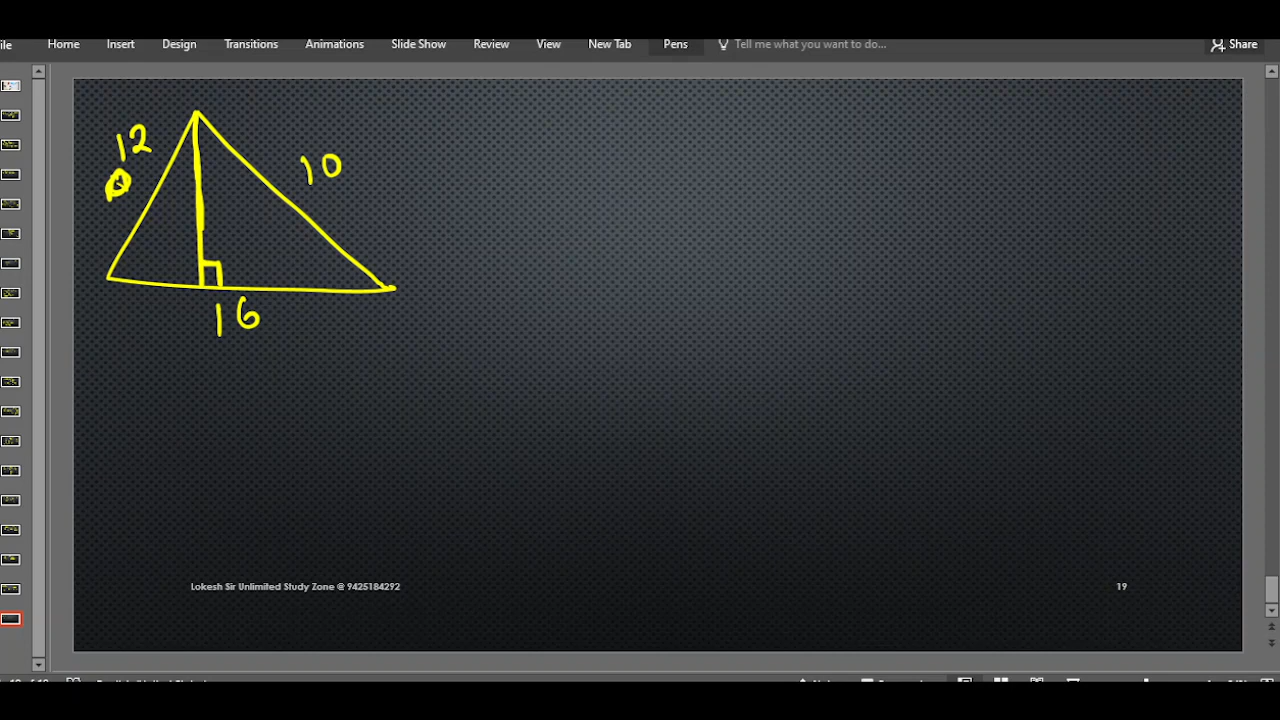 ile Home Insert Design Transitions Animations Slide Show Review View New Tab Pens Tell me what you want to do... Share
12
10
16
Lokesh Sir Unlimited Study Zone @ 9425184292 19